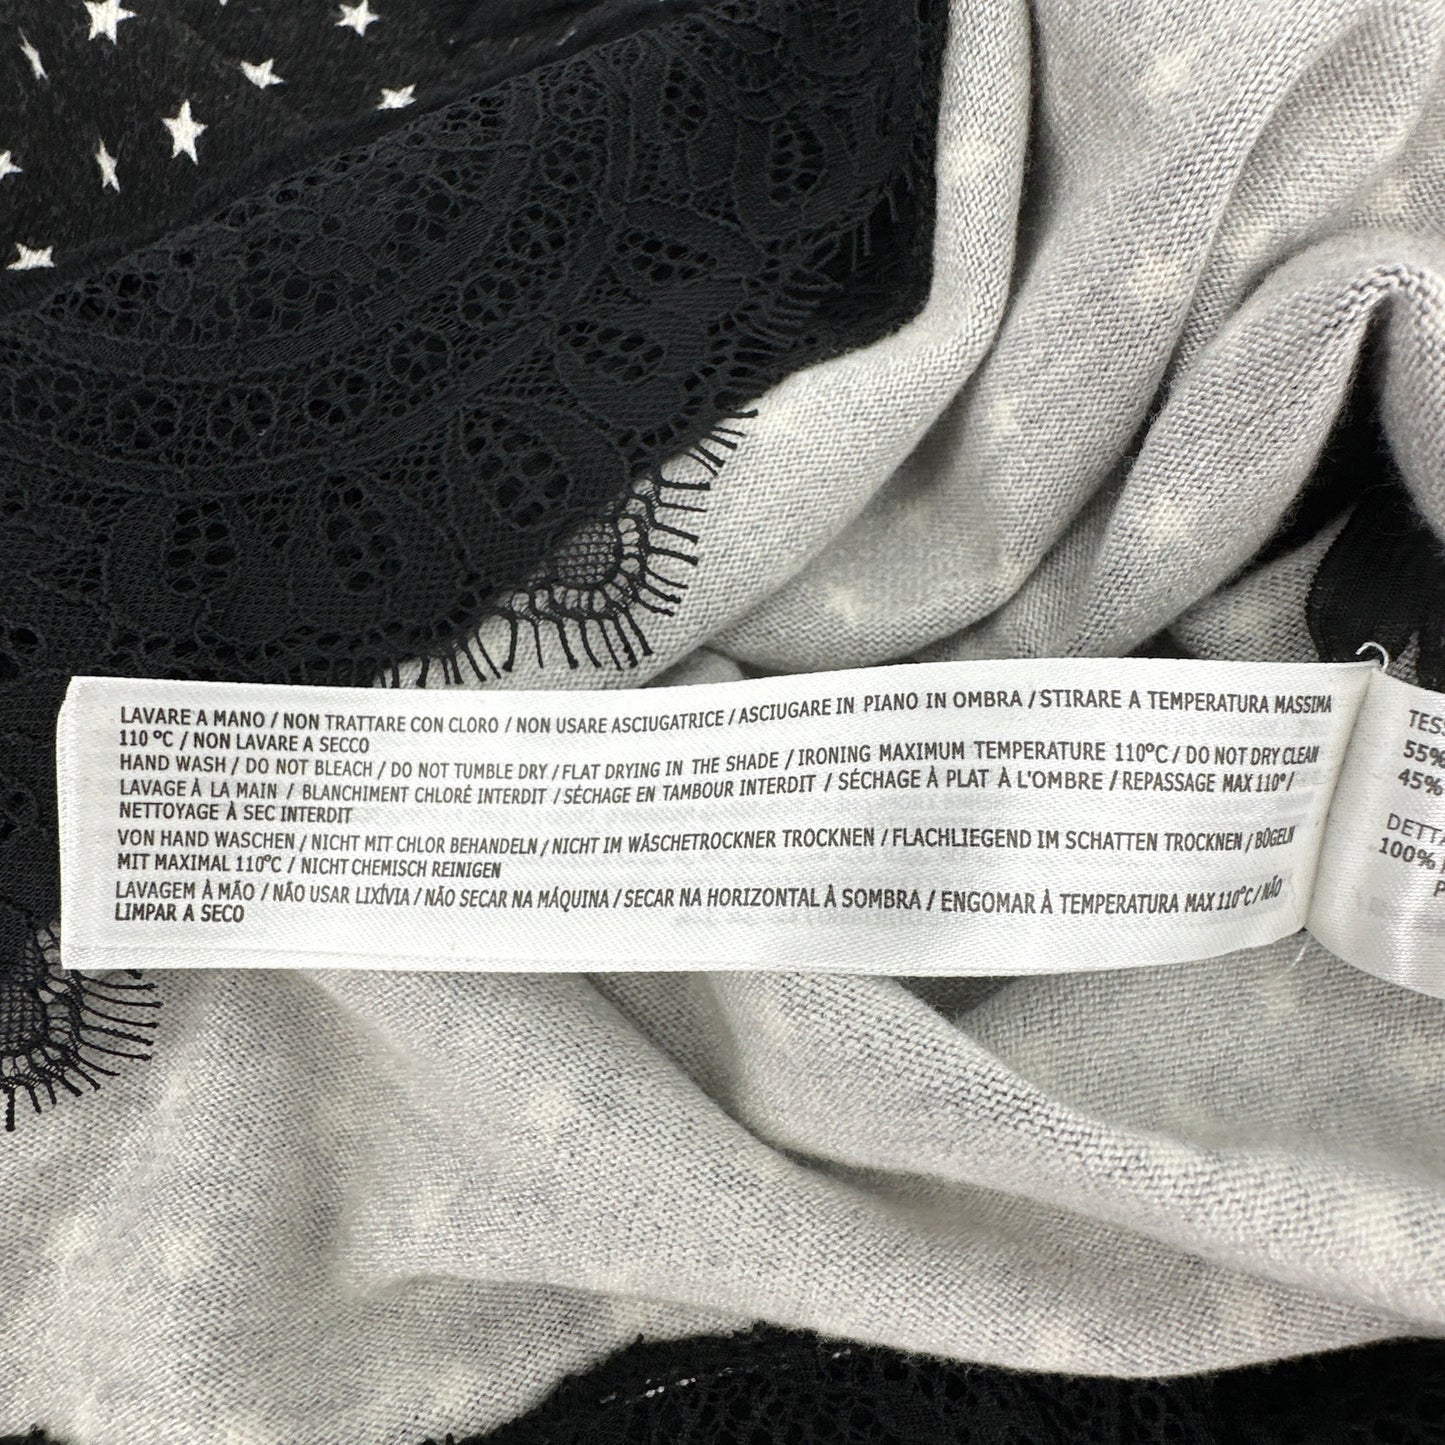 LAVARE A MANO / NON TRATTARE CON CLORO / NON USARE ASCIUGATRICE / ASCIUGARE IN PIANO IN OMBRA / STIRARE A TEMPERATURA MASSIMA
110 °C / NON LAVARE A SECCO
HAND WASH / DO NOT BLEACH / DO NOT TUMBLE DRY / FLAT DRYING IN THE SHADE / IRONING MAXIMUM TEMPERATURE 110°C / DO NOT DRY CLEAN
LAVAGE À LA MAIN / BLANCHIMENT CHLORÉ INTERDIT / SÉCHAGE EN TAMBOUR INTERDIT / SÉCHAGE À PLAT À L'OMBRE / REPASSAGE MAX 110° /
NETTOYAGE À SEC INTERDIT
VON HAND WASCHEN / NICHT MIT CHLOR BEHANDELN / NICHT IM WÄSCHETROCKNER TROCKNEN / FLACHLIEGEND IM SCHATTEN TROCKNEN / BÜGELN
MIT MAXIMAL 110°C / NICHT CHEMISCH REINIGEN
LAVAGEM À MÃO / NÃO USAR LIXÍVIA / NÃO SECAR NA MÁQUINA / SECAR NA HORIZONTAL À SOMBRA / ENGOMAR À TEMPERATURA MAX 110°C / NÃO
LIMPAR A SECO
TESS
55%
45%
DETTA
100%
P